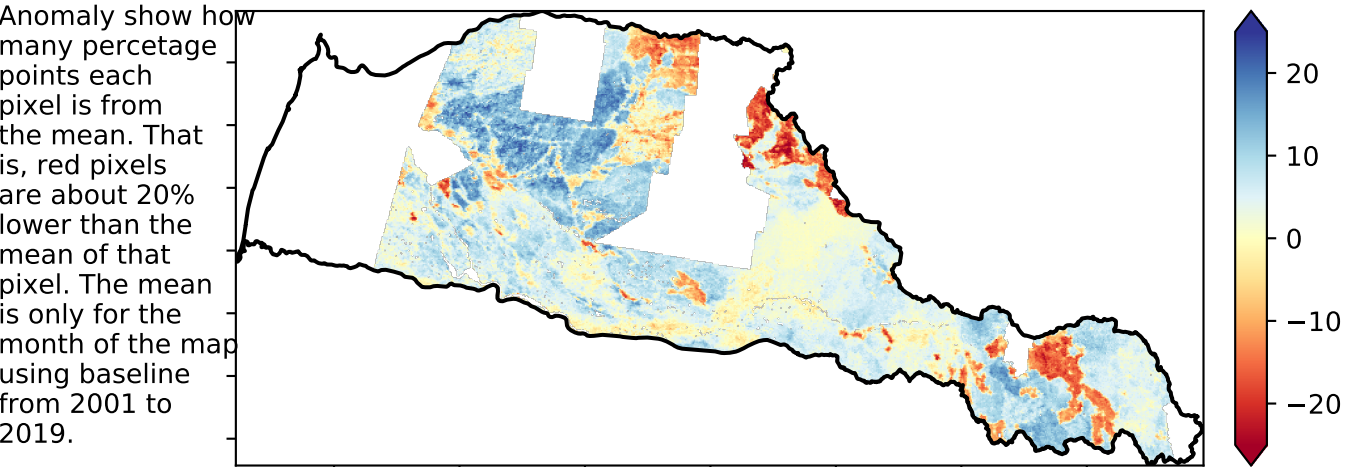 Anomaly show how
many percetage
points each
pixel is from
the mean. That
is, red pixels
are about 20%
lower than the
mean of that
pixel. The mean
is only for the
month of the map
using baseline
from 2001 to
2019.
20
10
0
−10
−20